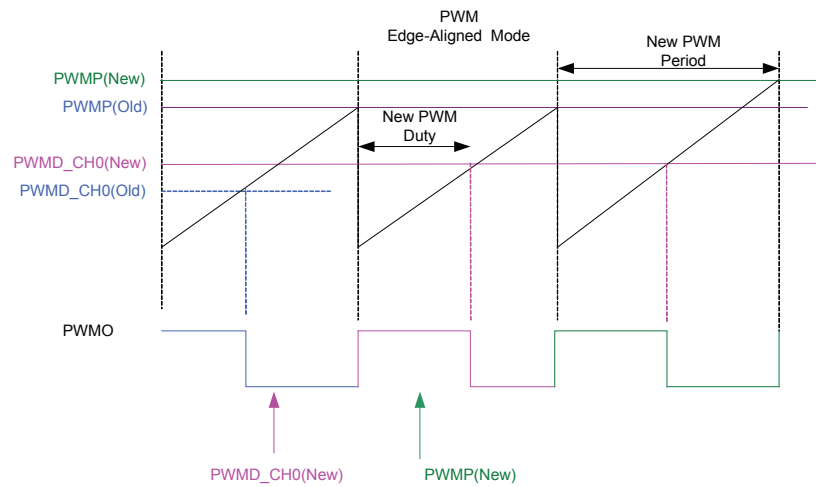 PWM
Edge-Aligned Mode
New PWM
Period
PWMP(New)
PWMP(Old)
New PWM
Duty
PWMD_CH0(New)
PWMD_CH0(Old)
PWMO
PWMD_CH0(New)
PWMP(New)